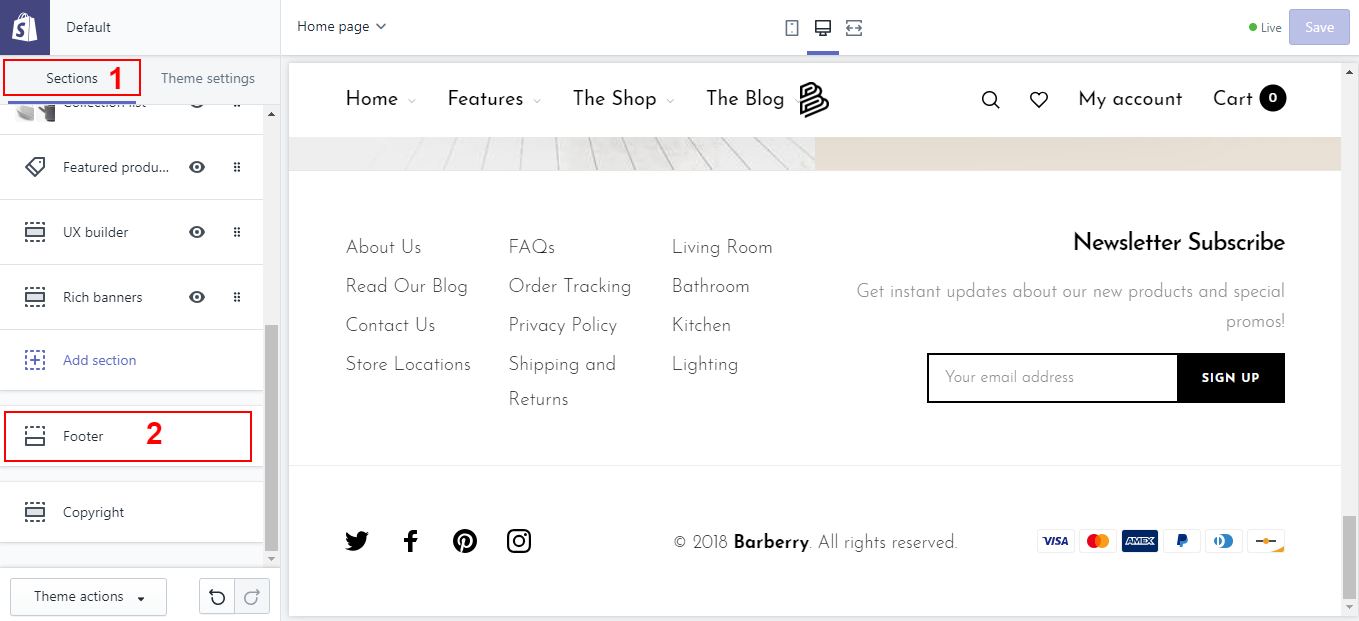 Default
Home page
Live
Save
Sections 1
Theme settings
Collection list
Featured produ...
UX builder
Rich banners
Add section
Footer 2
Copyright
Theme actions
Home
Features
The Shop
The Blog
My account
Cart 0
About Us
Read Our Blog
Contact Us
Store Locations
FAQs
Order Tracking
Privacy Policy
Shipping and
Returns
Living Room
Bathroom
Kitchen
Lighting
Newsletter Subscribe
Get instant updates about our new products and special
promos!
Your email address
SIGN UP
© 2018 Barberry. All rights reserved.
VISA
AMEX